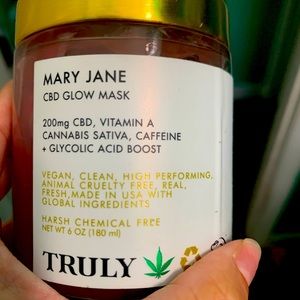 MARY JANE
CBD GLOW MASK
200mg CBD, VITAMIN A
CANNABIS SATIVA, CAFFEINE
+ GLYCOLIC ACID BOOST
VEGAN, CLEAN, HIGH PERFORMING,
ANIMAL CRUELTY FREE, REAL,
FRESH,MADE IN USA WITH
GLOBAL INGREDIENTS
HARSH CHEMICAL FREE
NET WT 6 OZ (180 ml)
TRULY